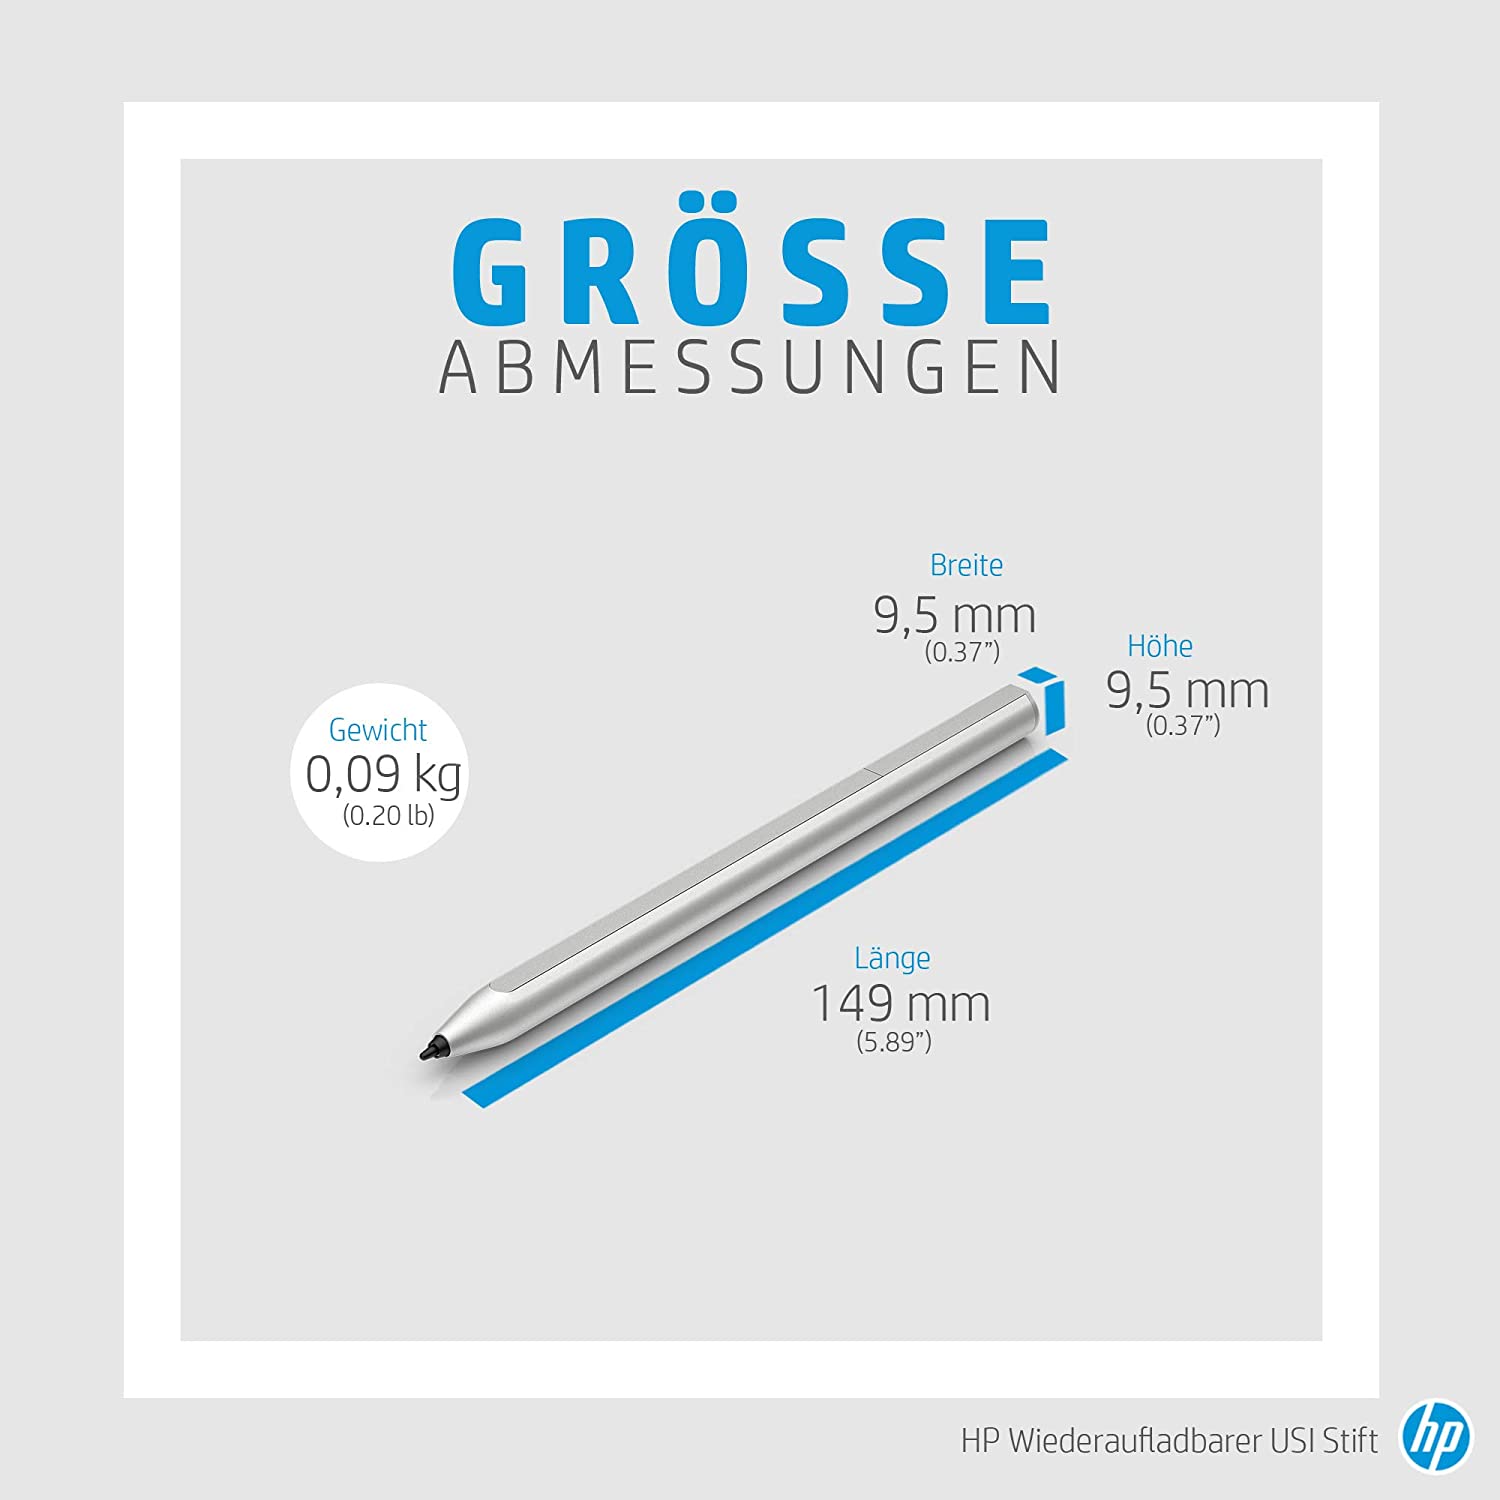 GRÖSSE
ABMESSUNGEN
Breite
9,5 mm
(0.37”)
Höhe
9,5 mm
(0.37”)
Gewicht
0,09 kg
(0.20 lb)
Länge
149 mm
(5.89”)
HP Wiederaufladbarer USI Stift
hp